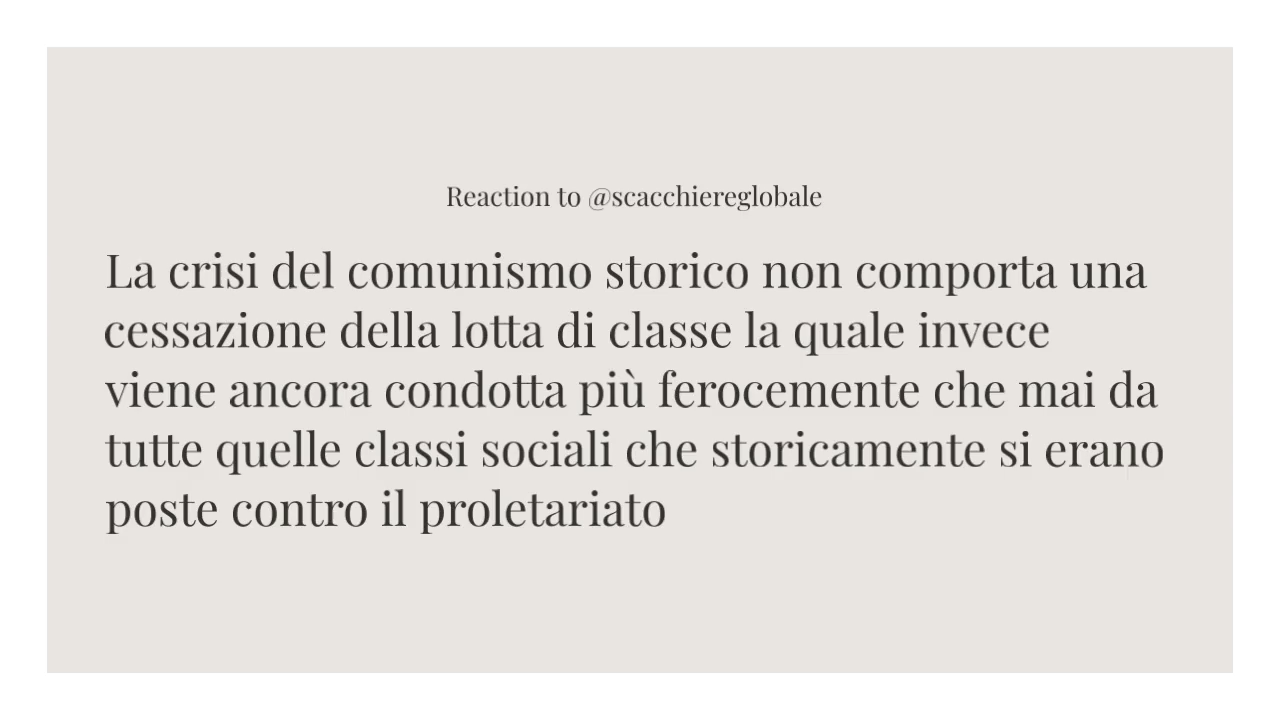 Reaction to @scacchiereglobale
La crisi del comunismo storico non comporta una
cessazione della lotta di classe la quale invece
viene ancora condotta più ferocemente che mai da
tutte quelle classi sociali che storicamente si erano
poste contro il proletariato